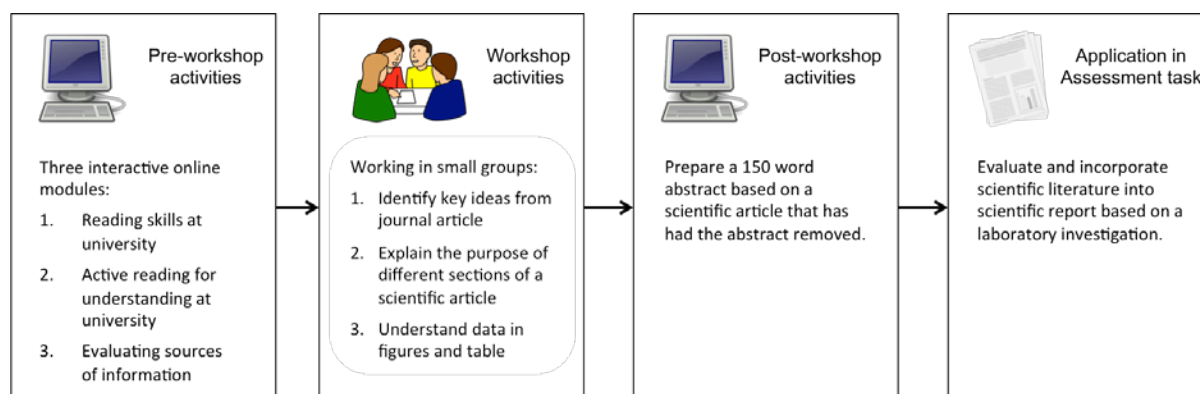 Pre-workshop
activities
Three interactive online
modules:
1. Reading skills at
university
2. Active reading for
understanding at
university
3. Evaluating sources
of information
Workshop
activities
Working in small groups:
1. Identify key ideas from
journal article
2. Explain the purpose of
different sections of a
scientific article
3. Understand data in
figures and table
Post-workshop
activities
Prepare a 150 word
abstract based on a
scientific article that has
had the abstract removed.
Application in
Assessment task
Evaluate and incorporate
scientific literature into
scientific report based on a
laboratory investigation.